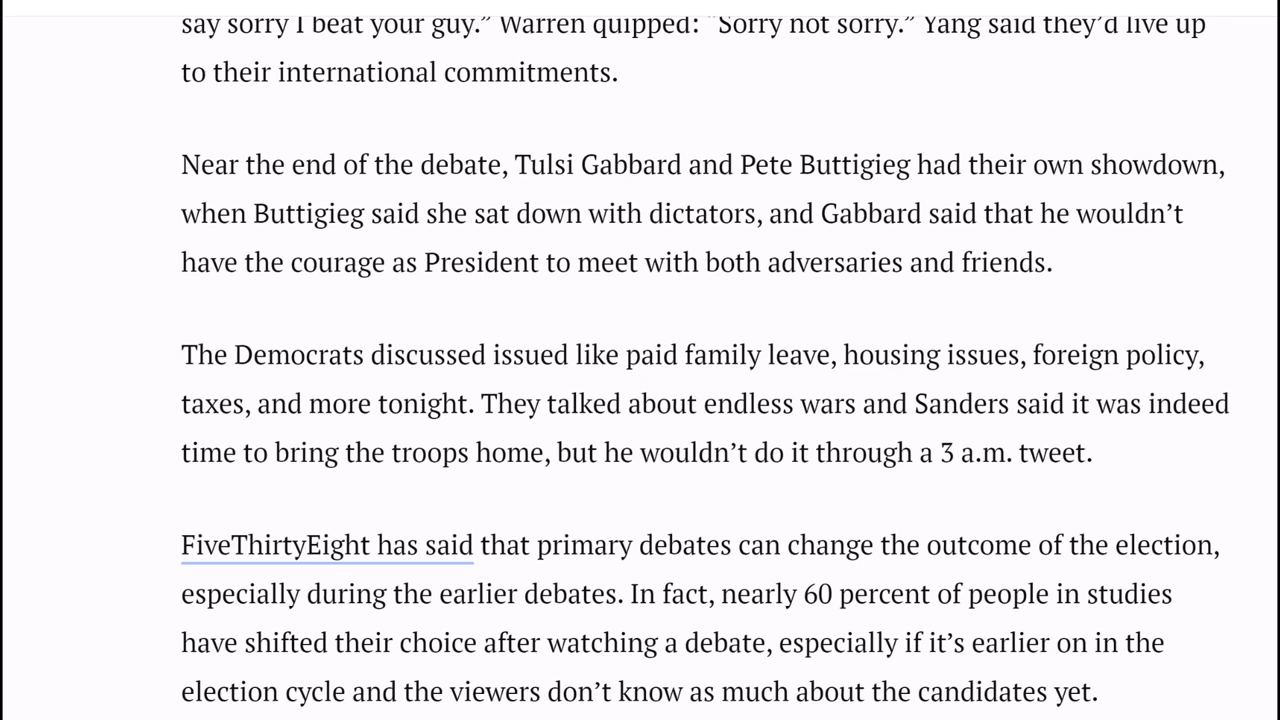 say sorry I beat your guy.” Warren quipped: “Sorry not sorry.” Yang said they’d live up
to their international commitments.
Near the end of the debate, Tulsi Gabbard and Pete Buttigieg had their own showdown,
when Buttigieg said she sat down with dictators, and Gabbard said that he wouldn’t
have the courage as President to meet with both adversaries and friends.
The Democrats discussed issued like paid family leave, housing issues, foreign policy,
taxes, and more tonight. They talked about endless wars and Sanders said it was indeed
time to bring the troops home, but he wouldn’t do it through a 3 a.m. tweet.
FiveThirtyEight has said that primary debates can change the outcome of the election,
especially during the earlier debates. In fact, nearly 60 percent of people in studies
have shifted their choice after watching a debate, especially if it’s earlier on in the
election cycle and the viewers don’t know as much about the candidates yet.